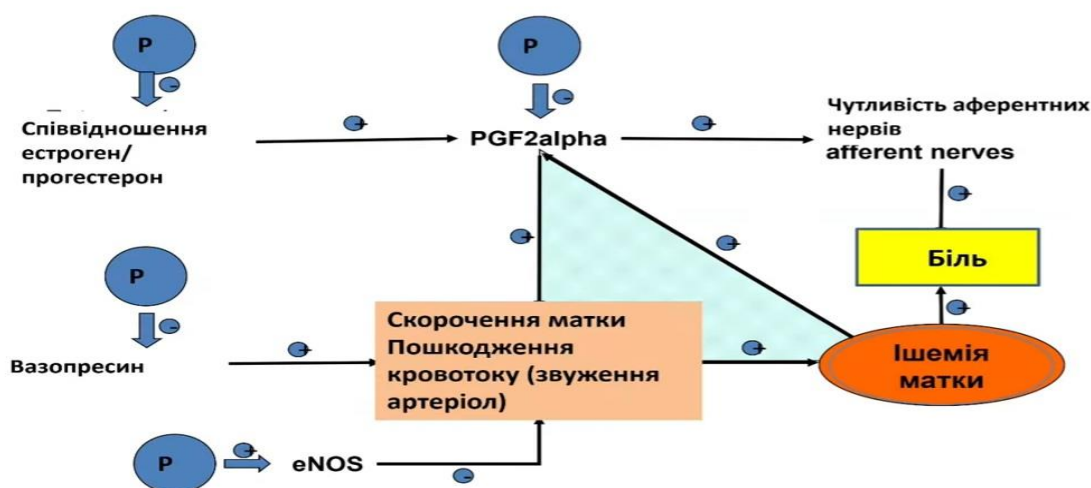 P
P
Співвідношення
естроген/
прогестерон
+
PGF2alpha
+
Чутливість аферентних
нервів
afferent nerves
-
-
+
+
+
Біль
P
-
Вазопресин
+
Скорочення матки
Пошкодження
кровотоку (звуження
артеріол)
+
+
Ішемія
матки
P
+
eNOS
-